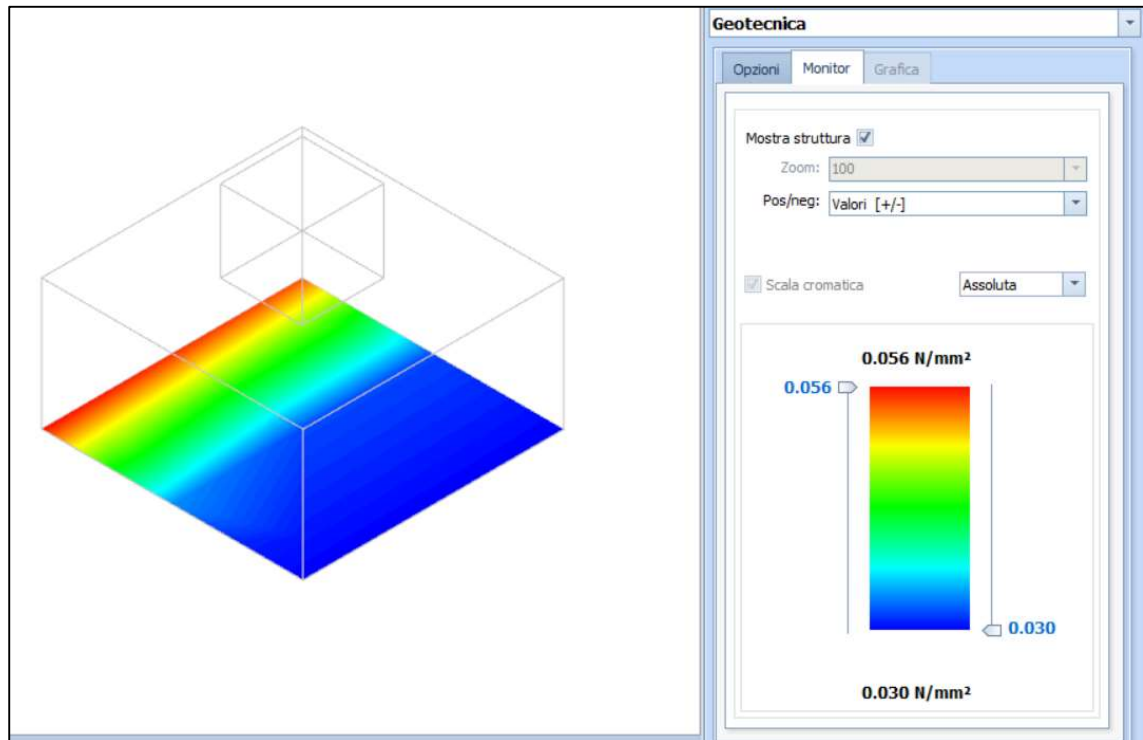 Geotecnica
Opzioni Monitor Grafica
Mostra struttura
Zoom: 100
Pos/neg: Valori [+/-]
Scala cromatica Assoluta
0.056 N/mm²
0.056
0.030
0.030 N/mm²